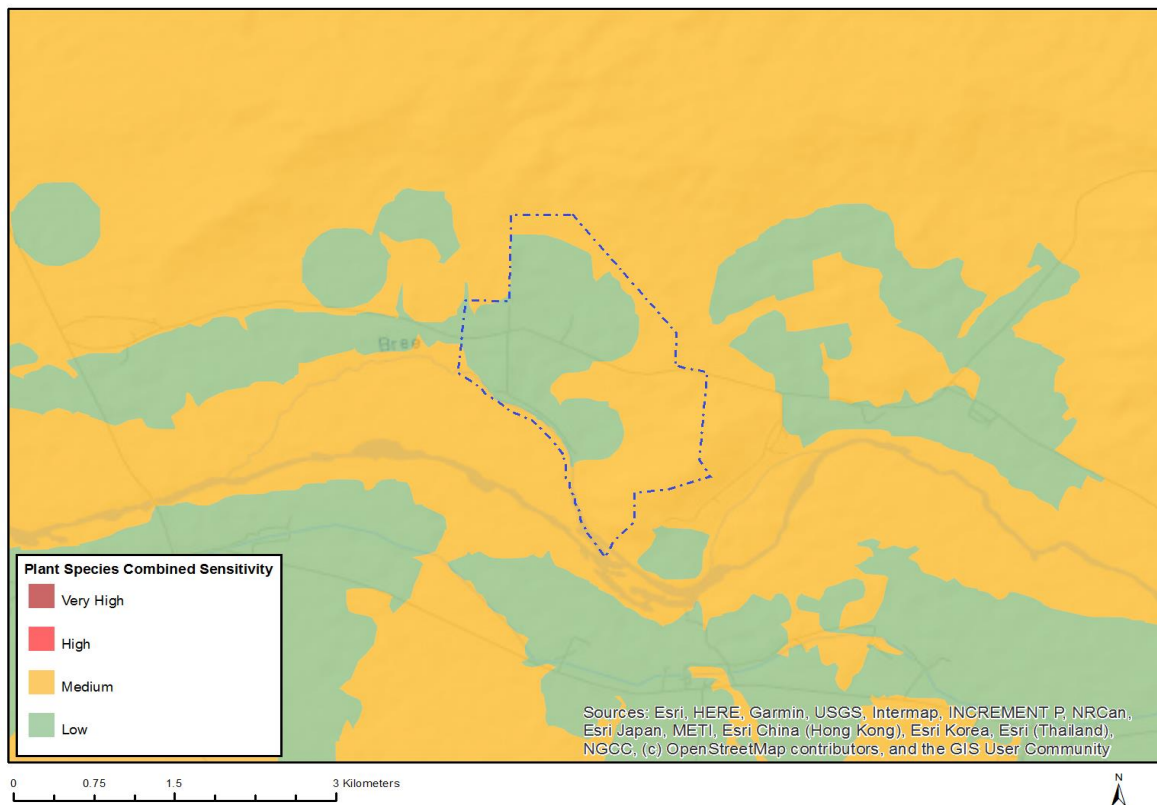 Bree
Plant Species Combined Sensitivity
Very High
High
Medium
Low
Sources: Esri, HERE, Garmin, USGS, Intermap, INCREMENT P, NRCan,
Esri Japan, METI, Esri China (Hong Kong), Esri Korea, Esri (Thailand),
NGCC, (c) OpenStreetMap contributors, and the GIS User Community
0 0.75 1.5 3 Kilometers
N